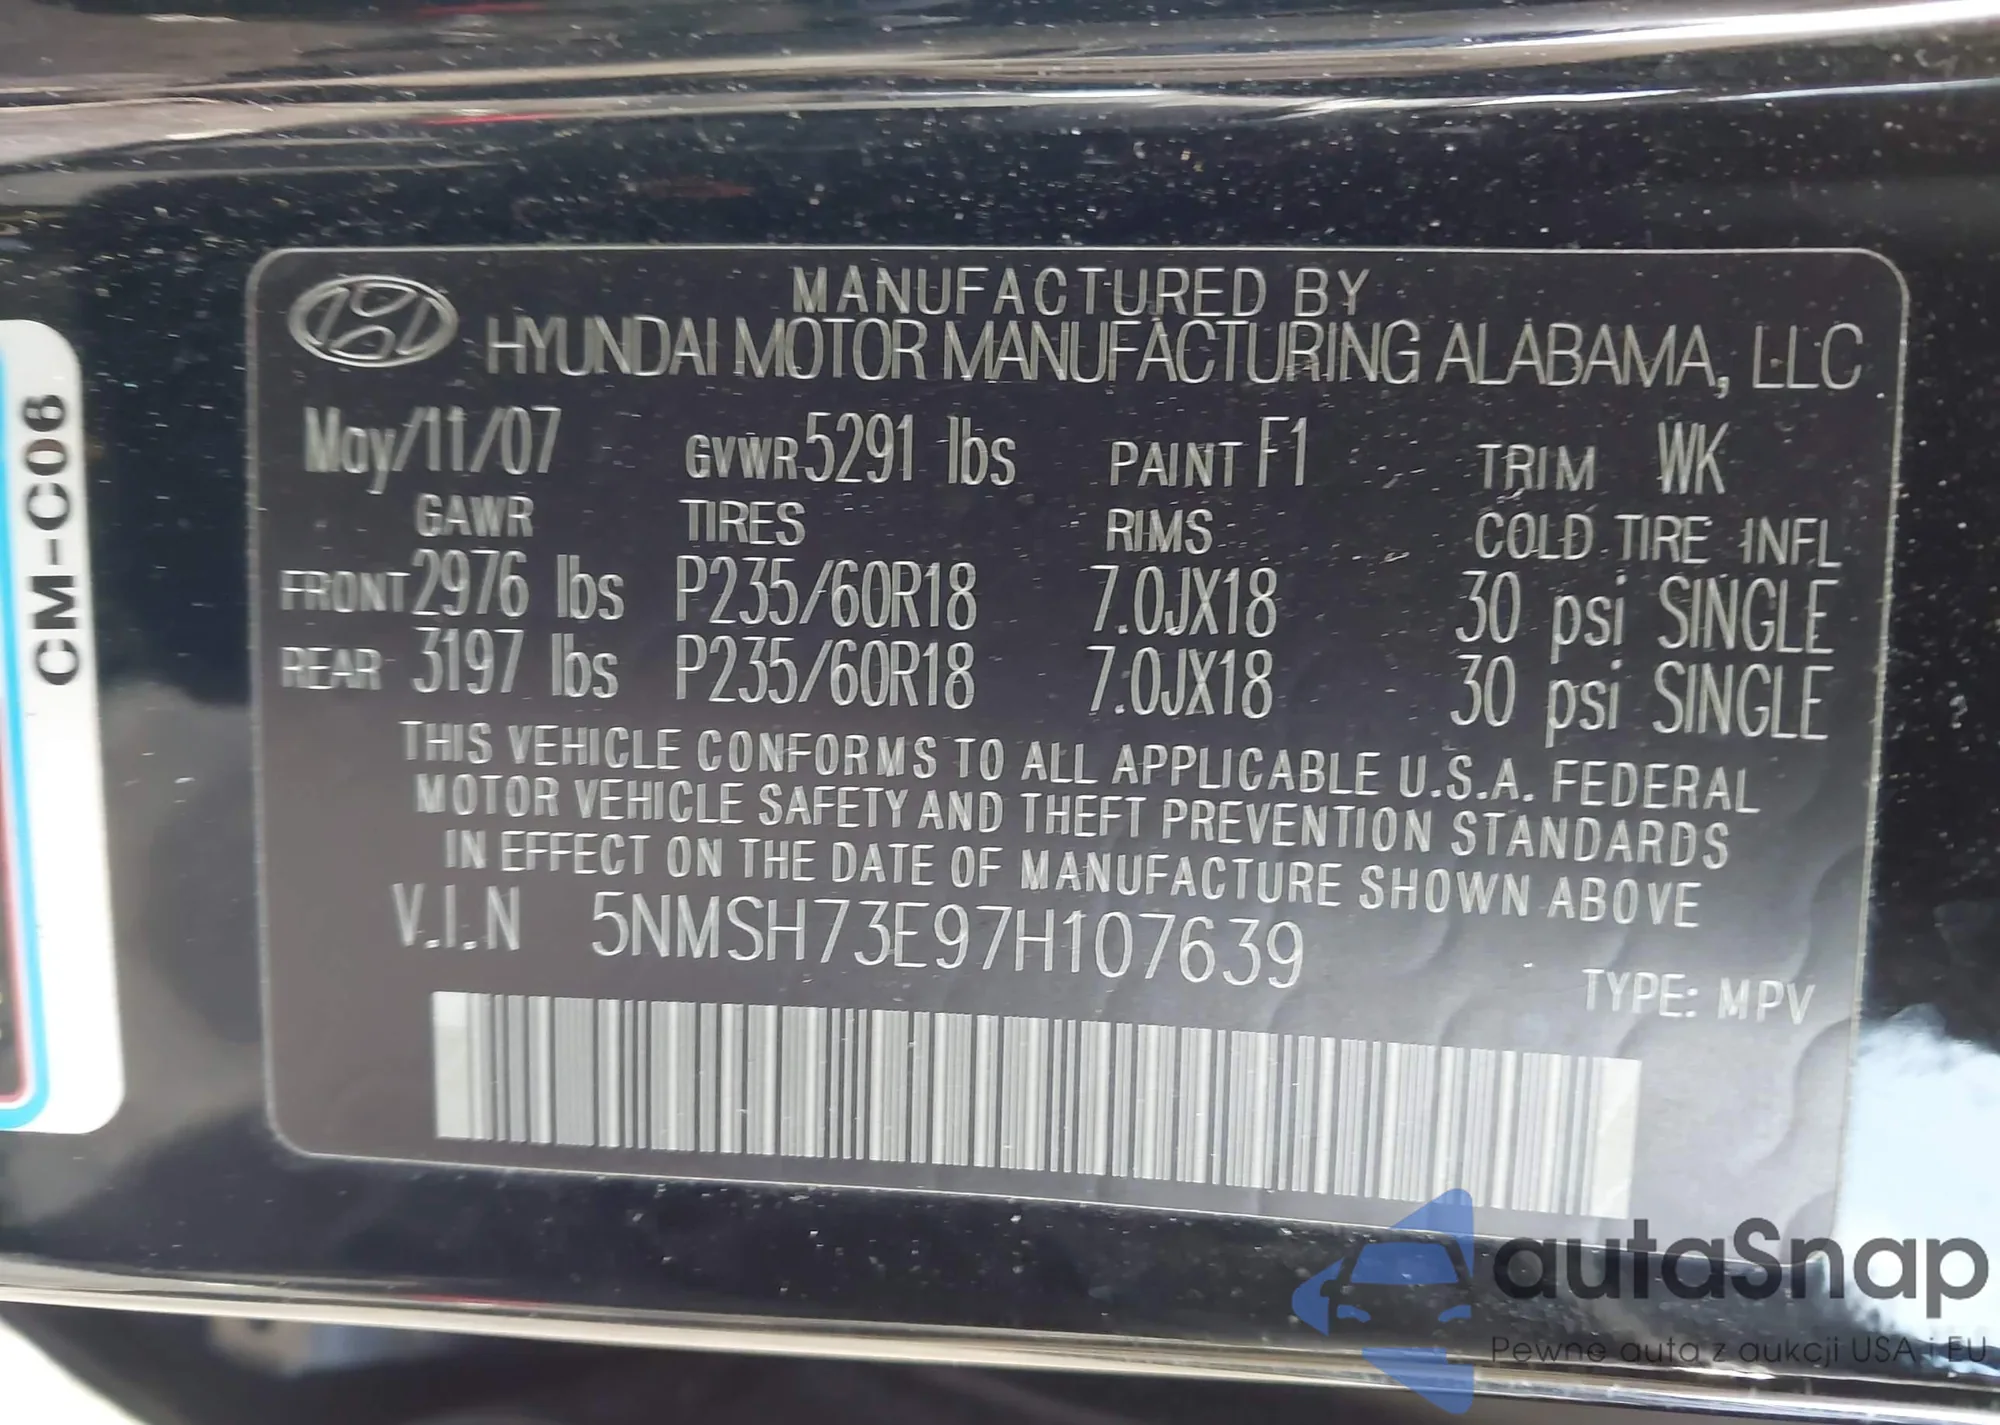 MANUFACTURED BY
HYUNDAI MOTOR MANUFACTURING ALABAMA, LLC
May/11/07 GVWR 5291 lbs PAINT F1 TRIM WK
GAWR TIRES RIMS COLD TIRE INFL
FRONT 2976 lbs P235/60R18 7.0JX18 30 psi SINGLE
REAR 3197 lbs P235/60R18 7.0JX18 30 psi SINGLE
THIS VEHICLE CONFORMS TO ALL APPLICABLE U.S.A. FEDERAL
MOTOR VEHICLE SAFETY AND THEFT PREVENTION STANDARDS
IN EFFECT ON THE DATE OF MANUFACTURE SHOWN ABOVE
V.I.N 5NMSH73E97H107639
TYPE: MPV
CM-C06
autaSnap
Pewne auta z aukcji USA i EU